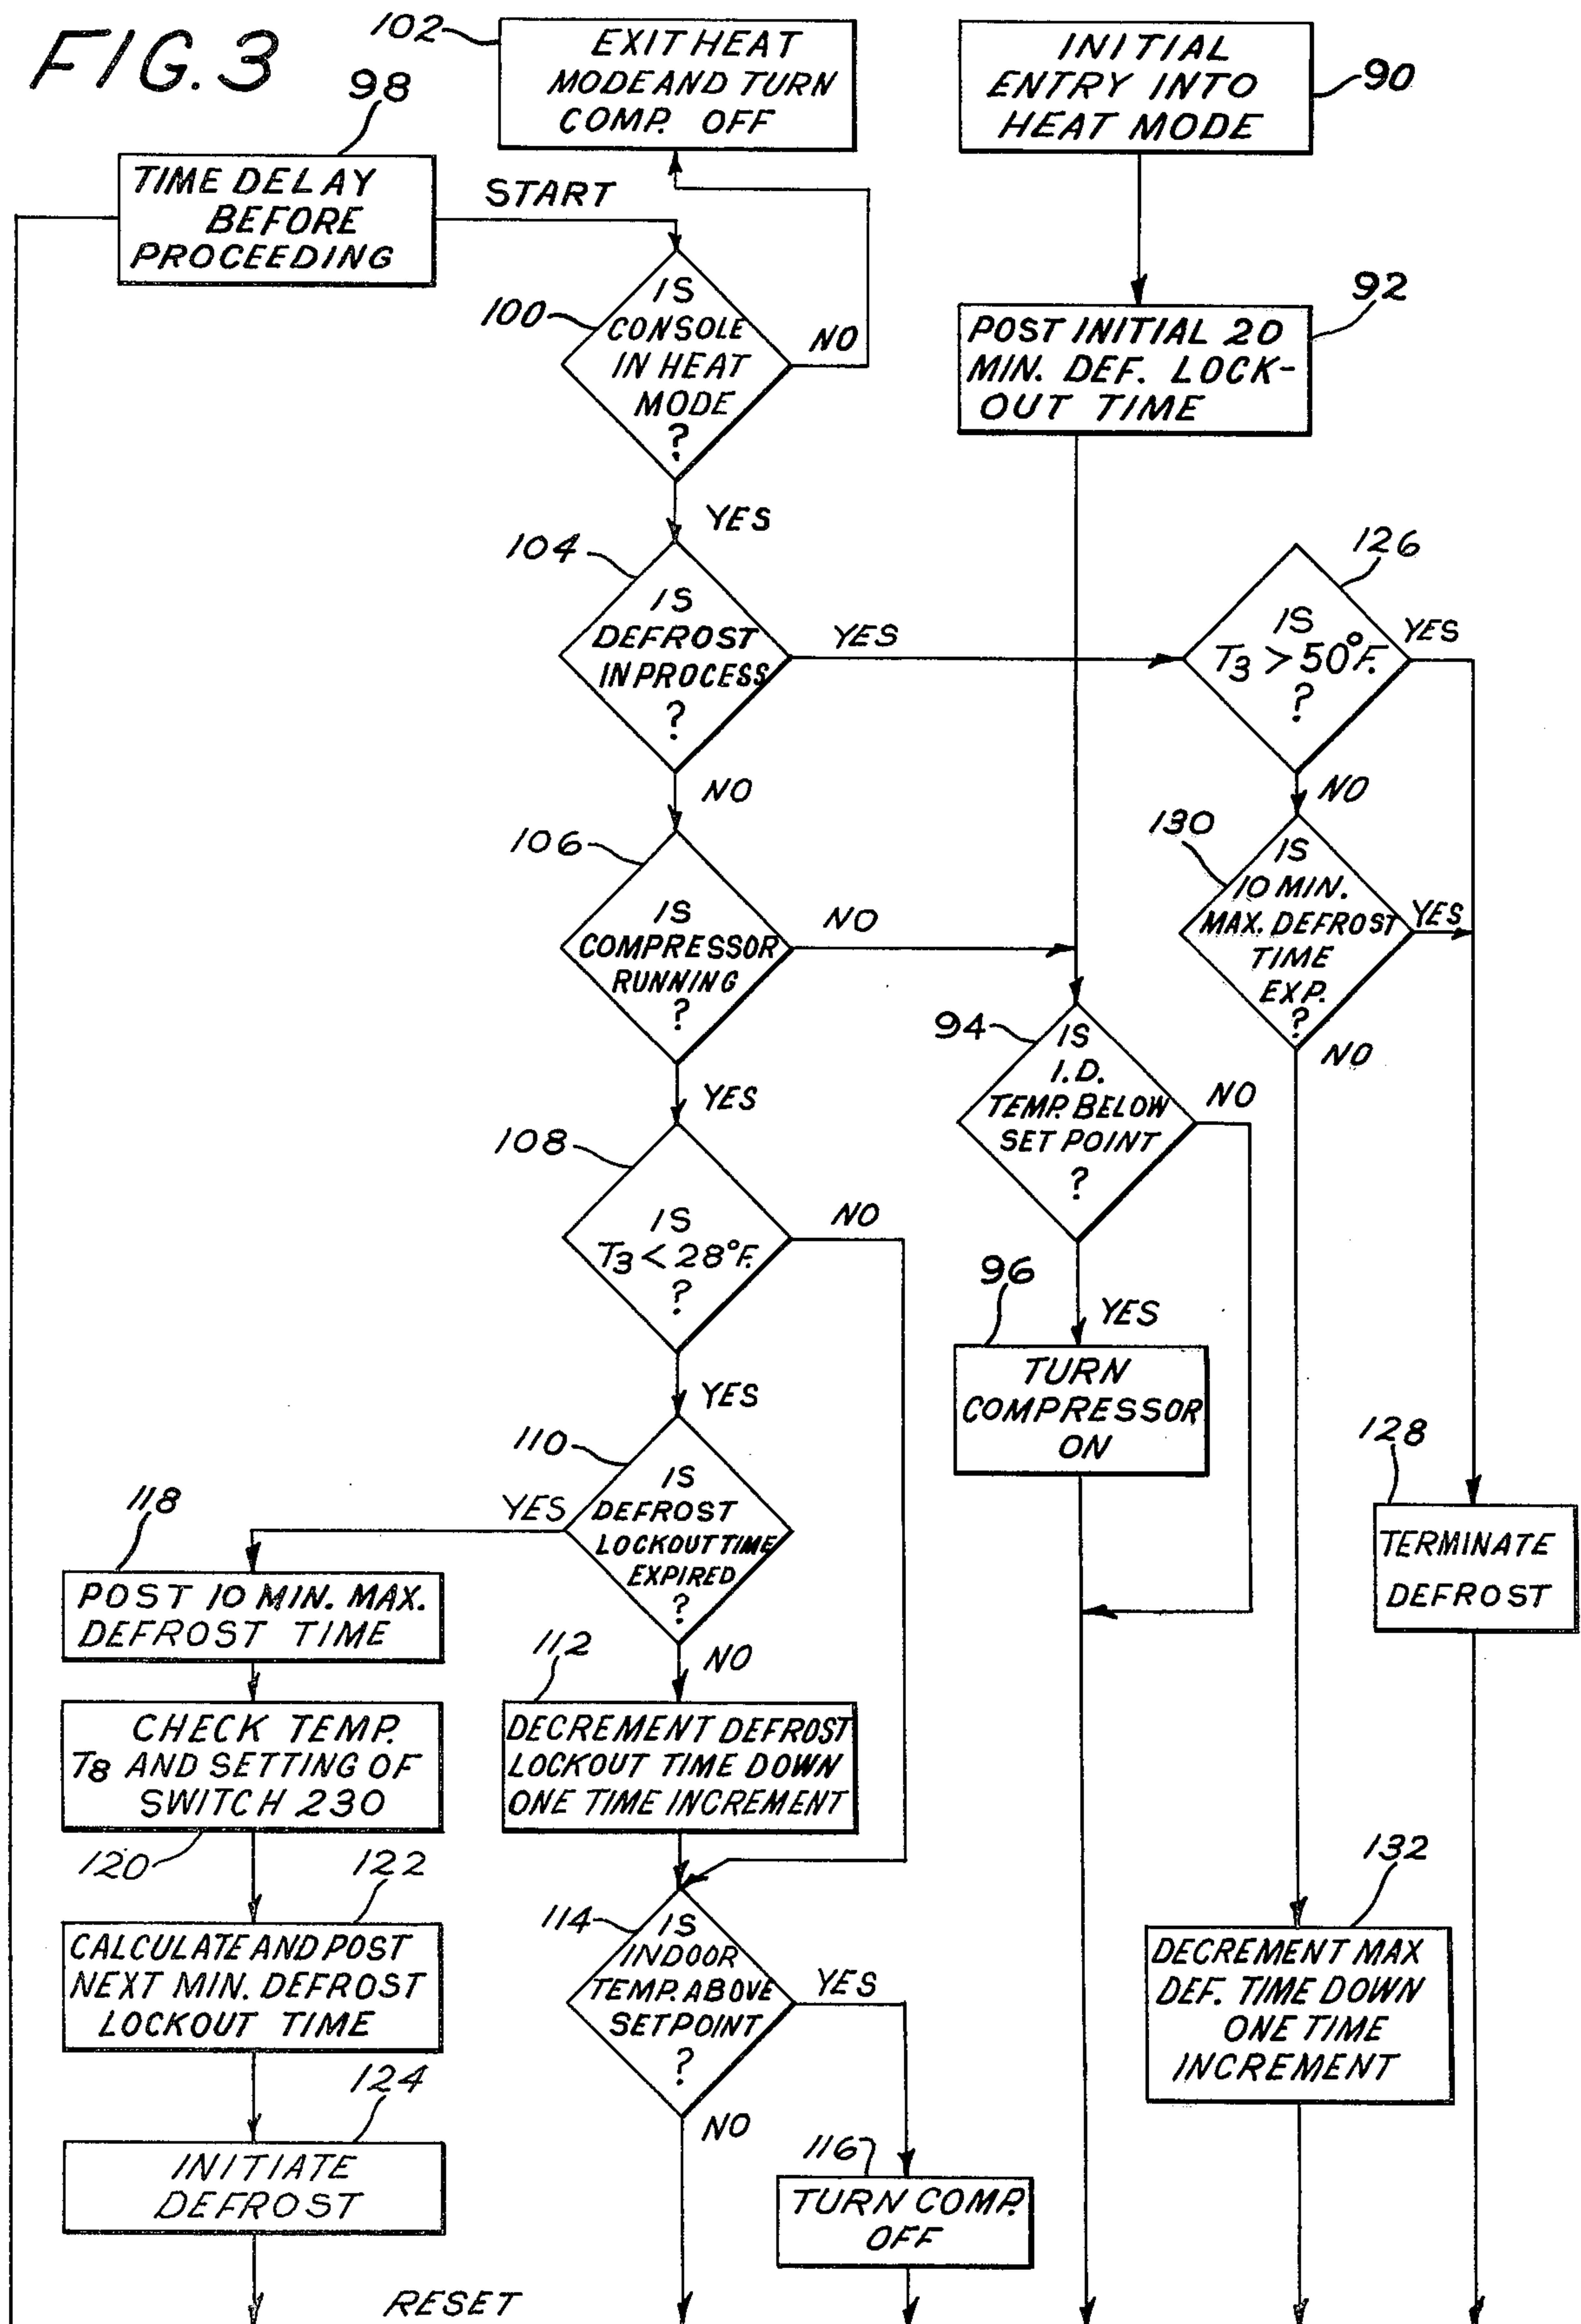 FIG. 3
102
EXIT HEAT
MODE AND TURN
COMP. OFF
INITIAL
ENTRY INTO
HEAT MODE
90
98
TIME DELAY
BEFORE
PROCEEDING
START
100
IS
CONSOLE
IN HEAT
MODE
?
NO
YES
92
POST INITIAL 20
MIN. DEF. LOCK-
OUT TIME
104
IS
DEFROST
IN PROCESS
?
YES
NO
126
IS
T3 > 50°F.
?
YES
NO
106
IS
COMPRESSOR
RUNNING
?
NO
YES
130
IS
10 MIN.
MAX. DEFROST
TIME
EXP.
?
YES
NO
94
IS
I.D.
TEMP. BELOW
SET POINT
?
NO
YES
108
IS
T3 < 28°F.
?
NO
YES
96
TURN
COMPRESSOR
ON
110
IS
DEFROST
LOCKOUT TIME
EXPIRED
?
YES
NO
128
TERMINATE
DEFROST
118
POST 10 MIN. MAX.
DEFROST TIME
112
DECREMENT DEFROST
LOCKOUT TIME DOWN
ONE TIME INCREMENT
CHECK TEMP.
T8 AND SETTING OF
SWITCH 230
120
122
CALCULATE AND POST
NEXT MIN. DEFROST
LOCKOUT TIME
114
IS
INDOOR
TEMP. ABOVE
SET POINT
?
YES
NO
132
DECREMENT MAX
DEF. TIME DOWN
ONE TIME
INCREMENT
124
INITIATE
DEFROST
116
TURN COMP.
OFF
RESET